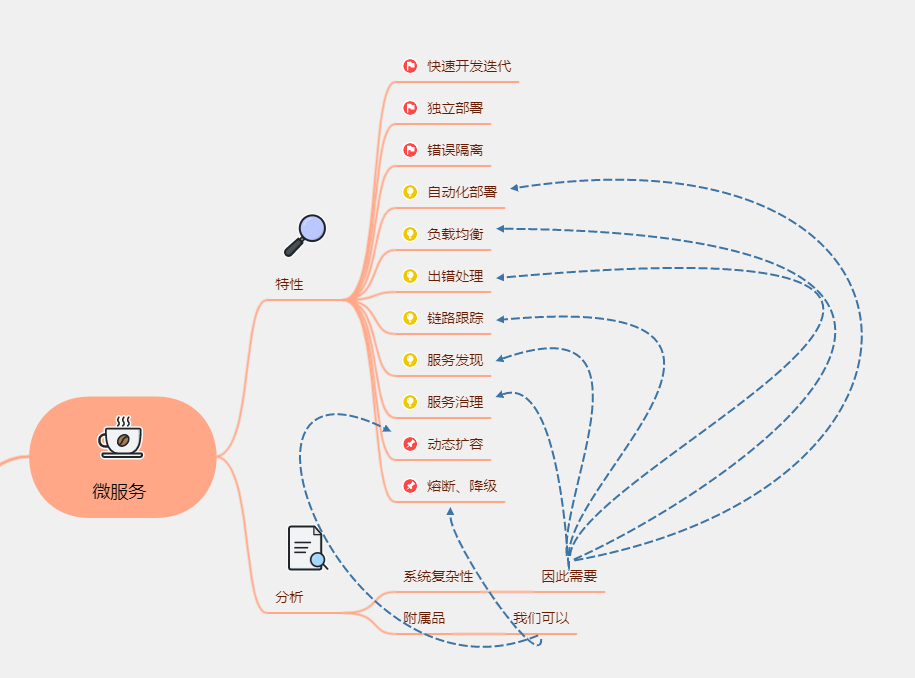 快速开发迭代
独立部署
错误隔离
自动化部署
负载均衡
出错处理
特性
链路跟踪
服务发现
服务治理
动态扩容
熔断、降级
微服务
系统复杂性
因此需要
分析
附属品
我们可以